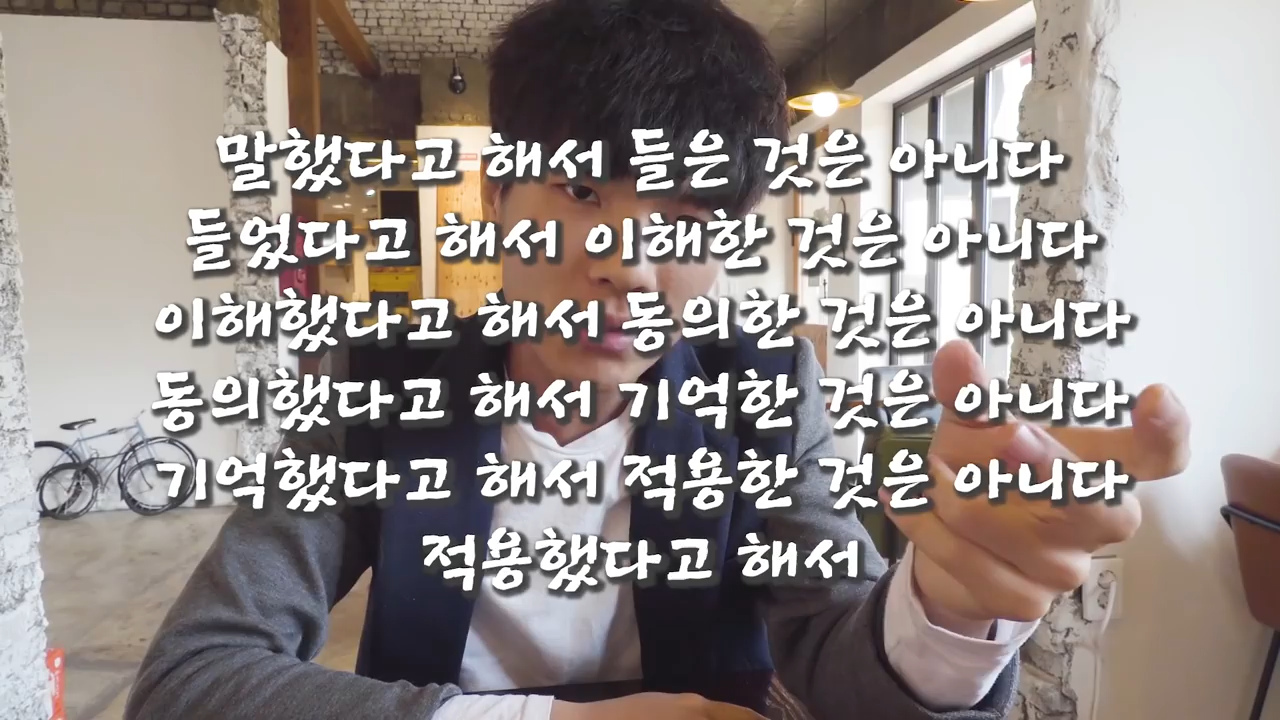 말했다고 해서 들은 것은 아니다
들었다고 해서 이해한 것은 아니다
이해했다고 해서 동의한 것은 아니다
동의했다고 해서 기억한 것은 아니다
기억했다고 해서 적용한 것은 아니다
적용했다고 해서